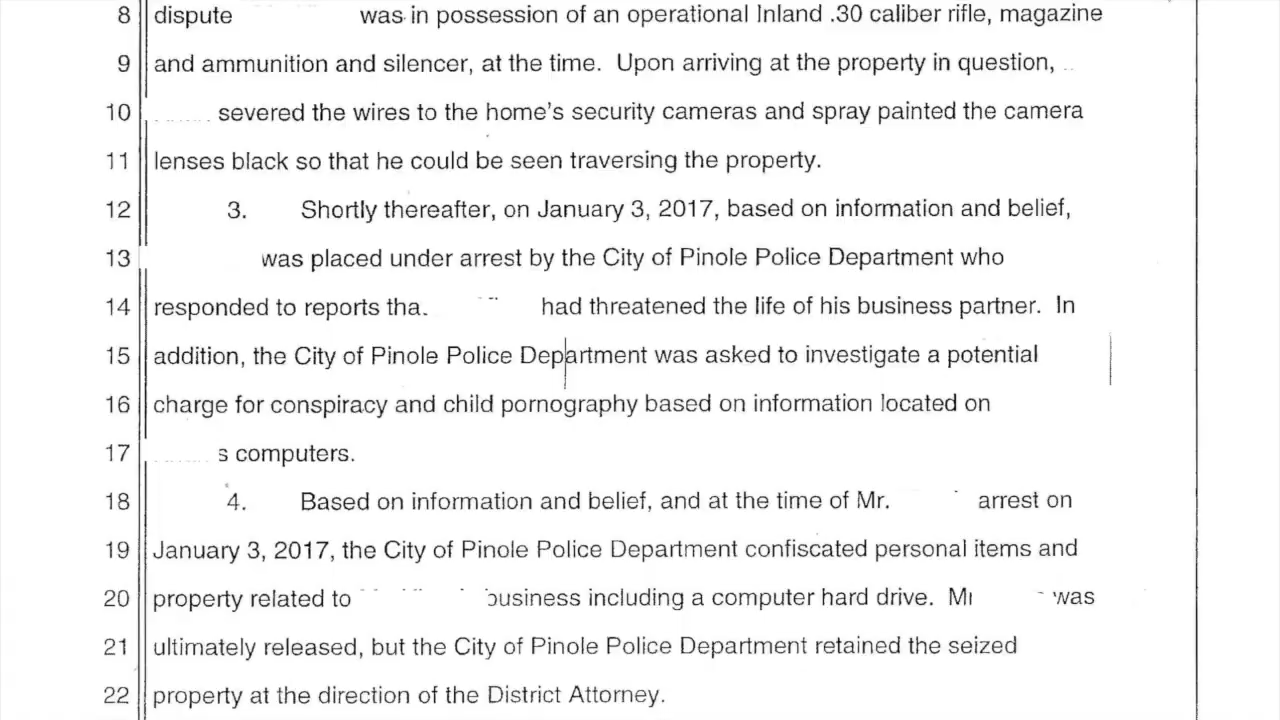 8 dispute was in possession of an operational Inland .30 caliber rifle, magazine
9 and ammunition and silencer, at the time. Upon arriving at the property in question,
10 severed the wires to the home's security cameras and spray painted the camera
11 lenses black so that he could be seen traversing the property.
12 3. Shortly thereafter, on January 3, 2017, based on information and belief,
13 was placed under arrest by the City of Pinole Police Department who
14 responded to reports tha. had threatened the life of his business partner. In
15 addition, the City of Pinole Police Department was asked to investigate a potential
16 charge for conspiracy and child pornography based on information located on
17 s computers.
18 4. Based on information and belief, and at the time of Mr. arrest on
19 January 3, 2017, the City of Pinole Police Department confiscated personal items and
20 property related to business including a computer hard drive. was
21 ultimately released, but the City of Pinole Police Department retained the seized
22 property at the direction of the District Attorney.